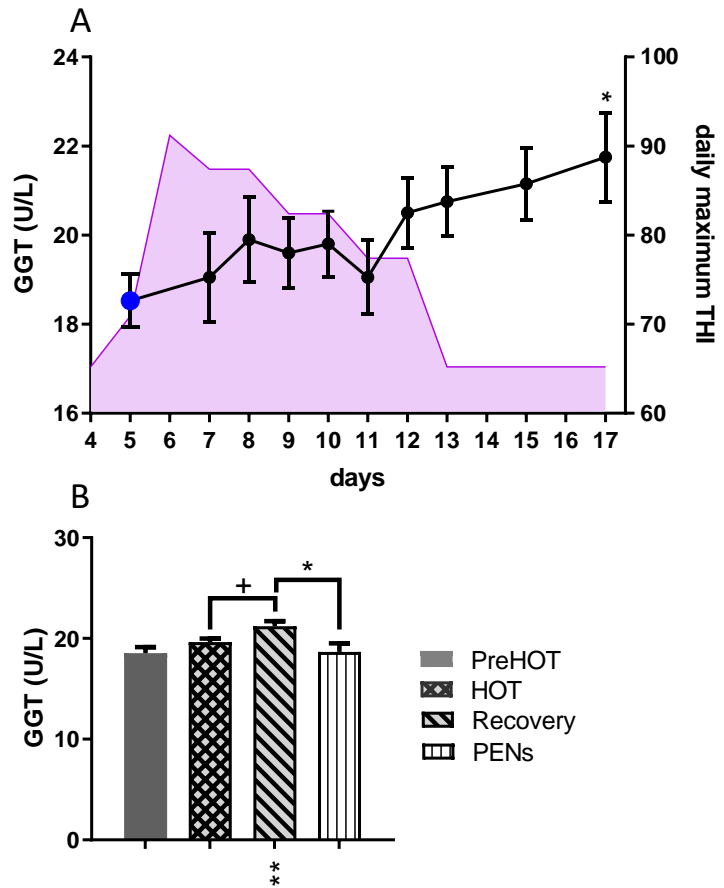 A
24
22
20
18
16
GGT (U/L)
100
90
80
70
60
daily maximum THI
*
4 5 6 7 8 9 10 11 12 13 14 15 16 17
days
B
30
20
10
0
GGT (U/L)
+
*
**
PreHOT
HOT
Recovery
PENs